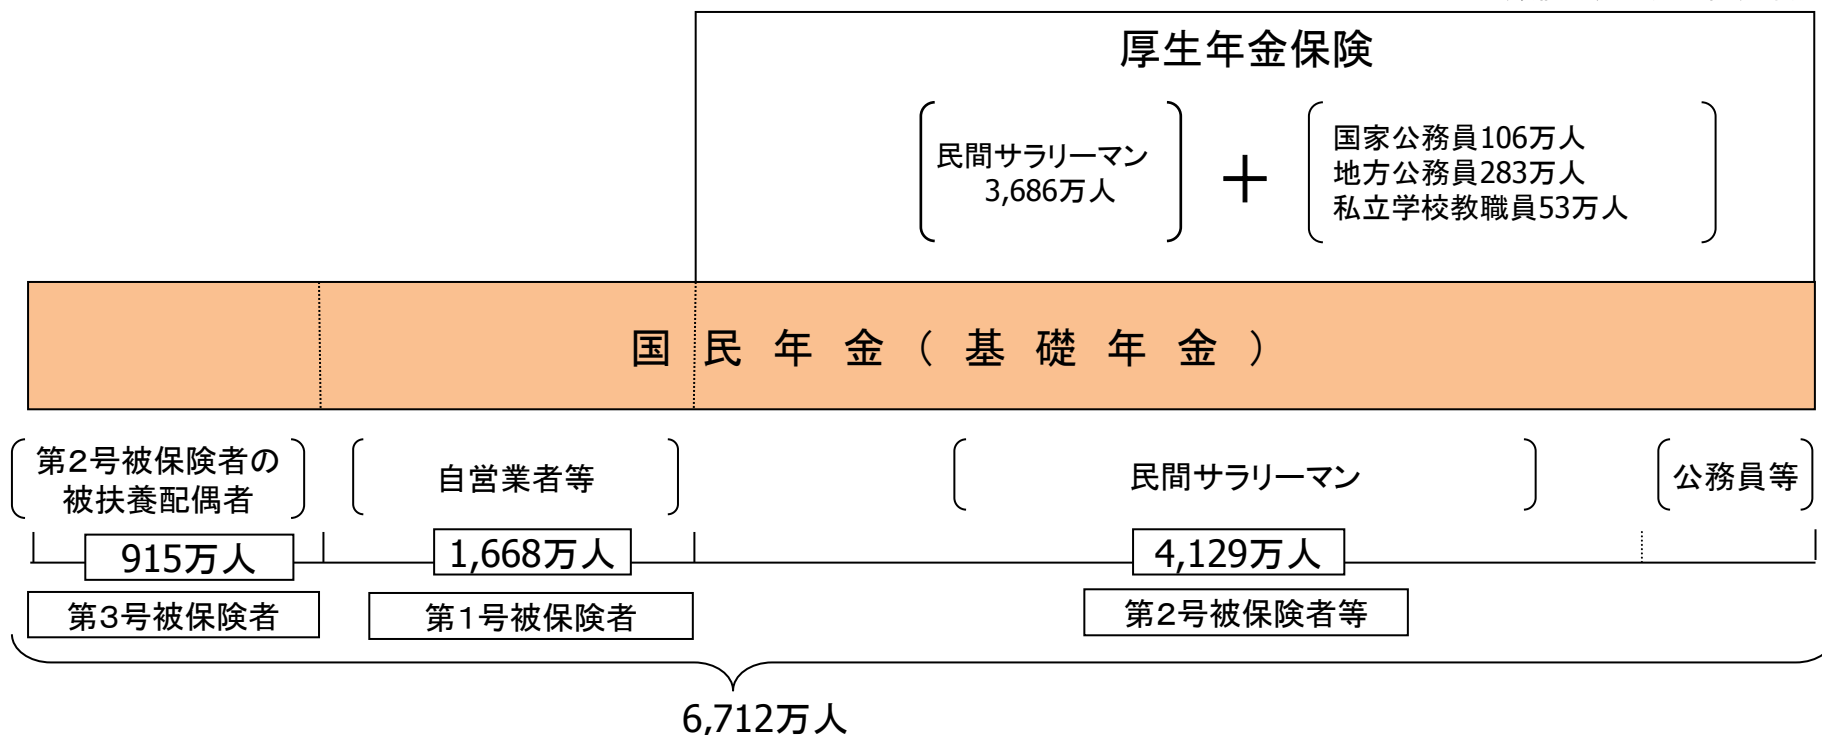 厚生年金保険
民間サラリーマン
3,686万人
+
国家公務員106万人
地方公務員283万人
私立学校教職員53万人
国民年金(基礎年金)
第2号被保険者の
被扶養配偶者
自営業者等
民間サラリーマン
公務員等
915万人
1,668万人
4,129万人
第3号被保険者
第1号被保険者
第2号被保険者等
6,712万人